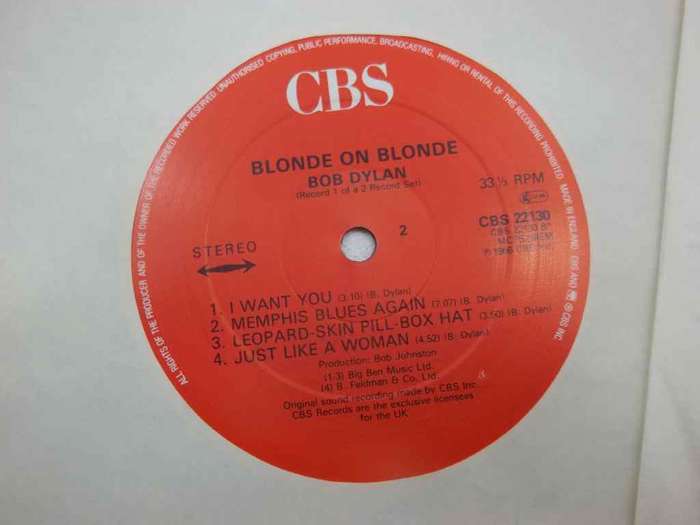 ALL RIGHTS OF THE PRODUCER AND OF THE OWNER OF THE RECORDED WORK RESERVED. UNAUTHORISED COPYING, PUBLIC PERFORMANCE, BROADCASTING, HIRING OR RENTAL OF THIS RECORDING PROHIBITED. MADE IN ENGLAND. CBS AND ARE ® CBS INC.
CBS
BLONDE ON BLONDE
BOB DYLAN
(Record 1 of a 2 Record Set)
33⅓ RPM
CBS 22130
STEREO
2
1. I WANT YOU (3.10) (B. Dylan)
2. MEMPHIS BLUES AGAIN (7.07) (B. Dylan)
3. LEOPARD-SKIN PILL-BOX HAT (3.50) (B. Dylan)
4. JUST LIKE A WOMAN (4.52) (B. Dylan)
Production: Bob Johnston
(1/3) Big Ben Music Ltd.
(4) B. Feldman & Co. Ltd.
Original sound recording made by CBS Inc.
CBS Records are the exclusive licensees
for the UK